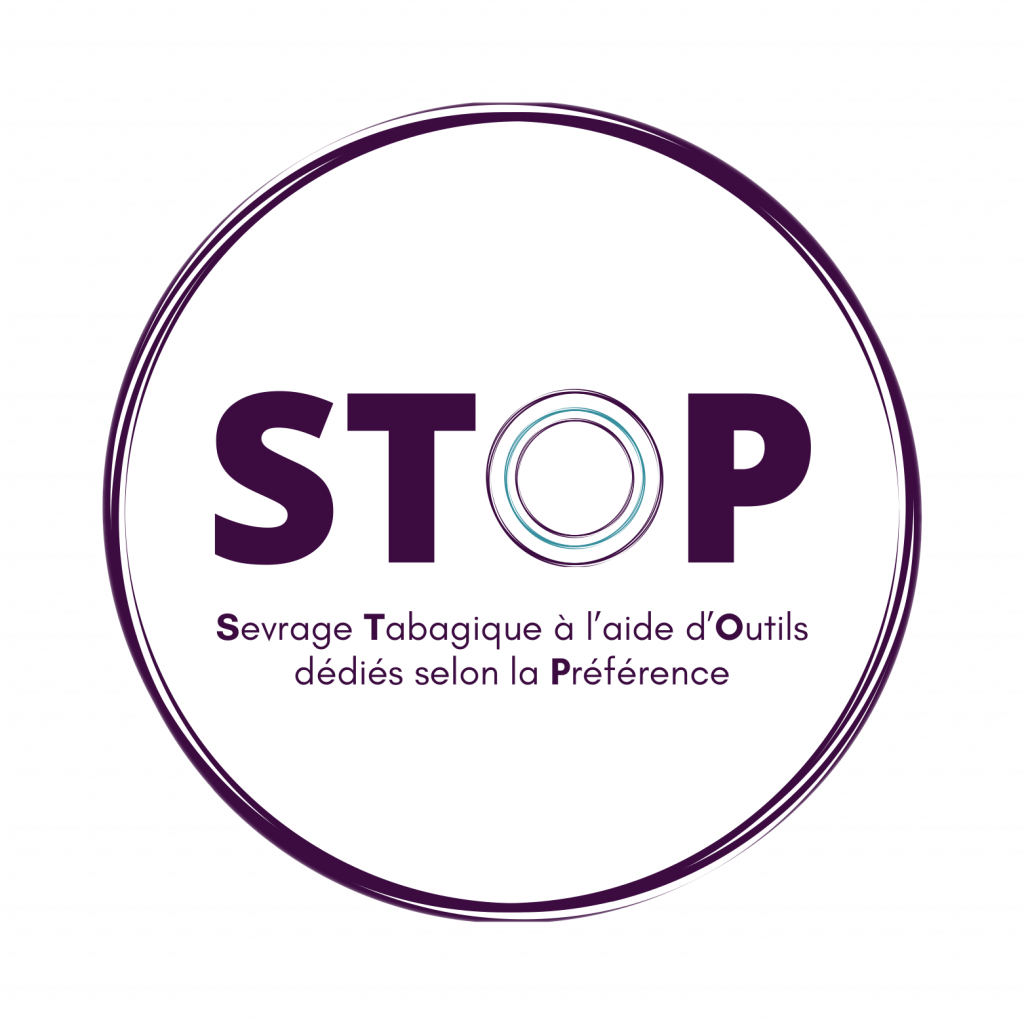 STOP
Sevrage Tabagique à l’aide d’Outils
dédiés selon la Préférence